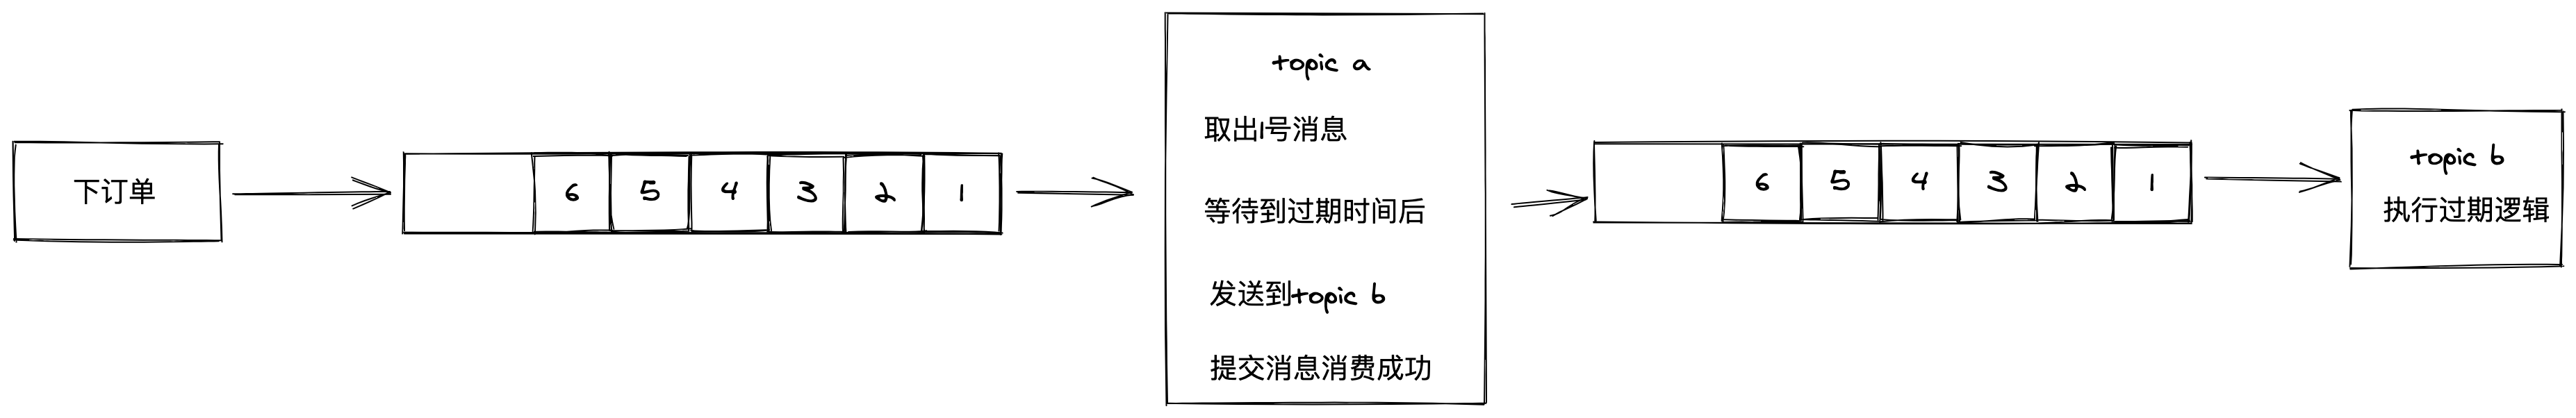 下订单
6 5 4 3 2 1
topic a
取出1号消息
等待到过期时间后
发送到topic b
提交消息消费成功
6 5 4 3 2 1
topic b
执行过期逻辑